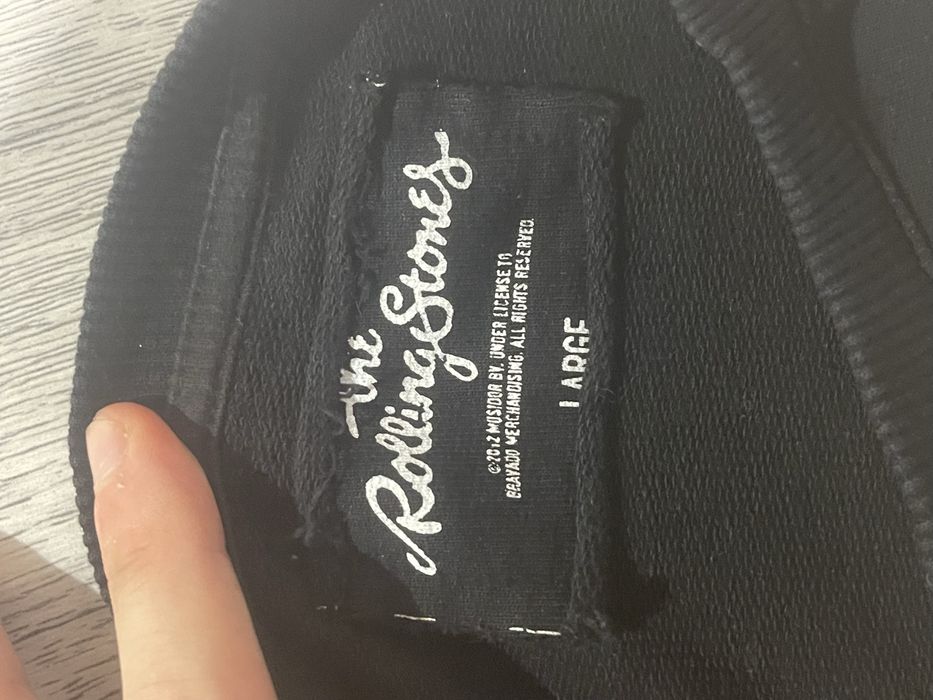 The
Rolling Stones
©2012 MUSIDOR BV. UNDER LICENSE TO
BRAVADO MERCHANDISING. ALL RIGHTS RESERVED.
LARGE